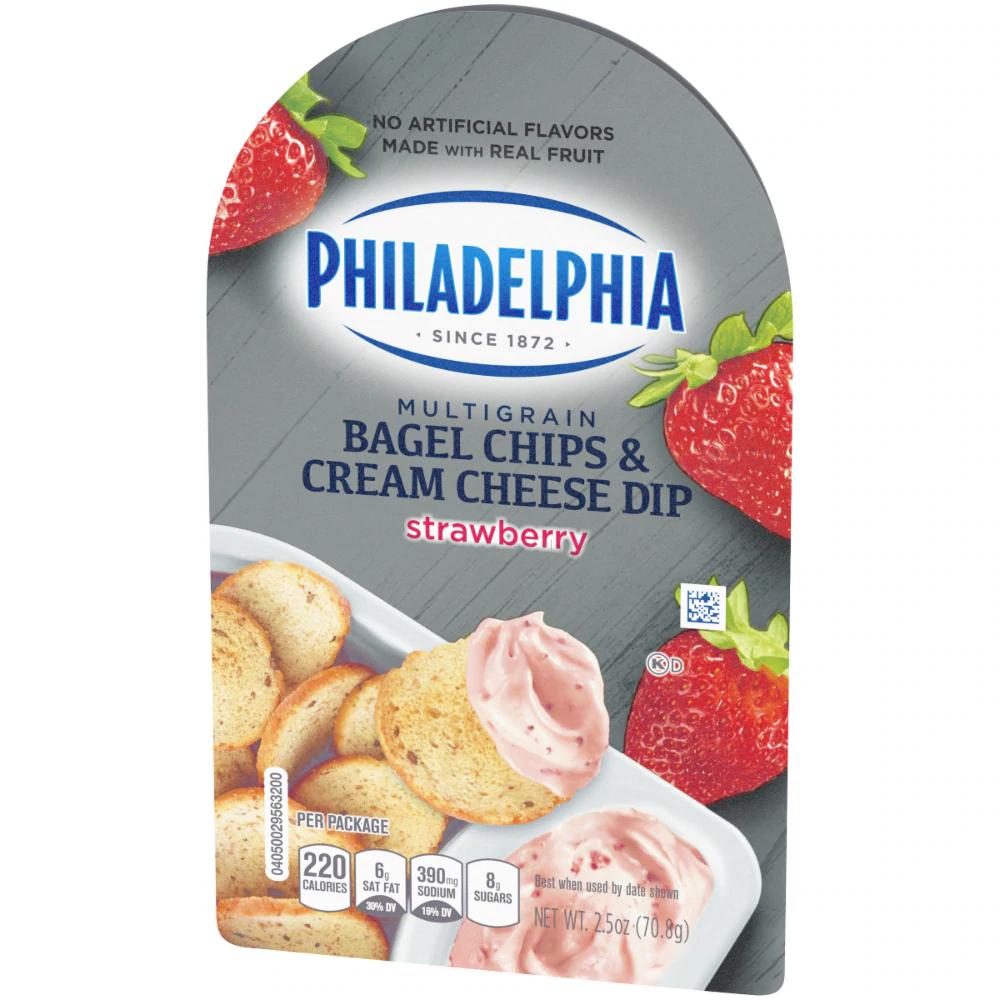 NO ARTIFICIAL FLAVORS
MADE WITH REAL FRUIT
PHILADELPHIA
SINCE 1872
MULTIGRAIN
BAGEL CHIPS &
CREAM CHEESE DIP
strawberry
K D
04050029563200
PER PACKAGE
220 CALORIES
6g SAT FAT 30% DV
390mg SODIUM 16% DV
8g SUGARS
Best when used by date shown
NET WT. 2.5oz (70.8g)